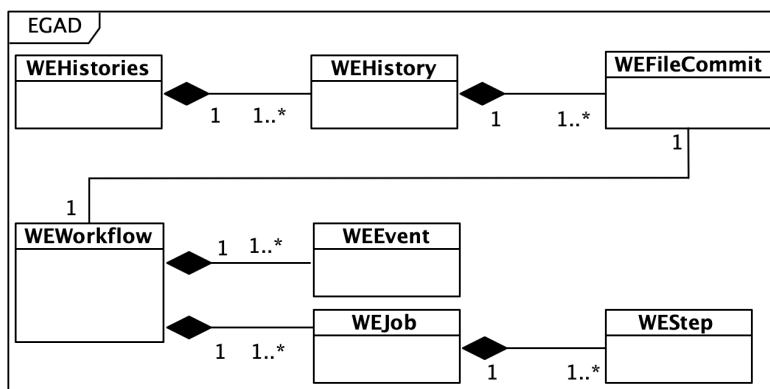 EGAD
WEHistories
WEHistory
WEFileCommit
1
1..*
1
1..*
1
1
WEWorkflow
WEEvent
1
1..*
WEJob
WEStep
1
1..*
1
1..*